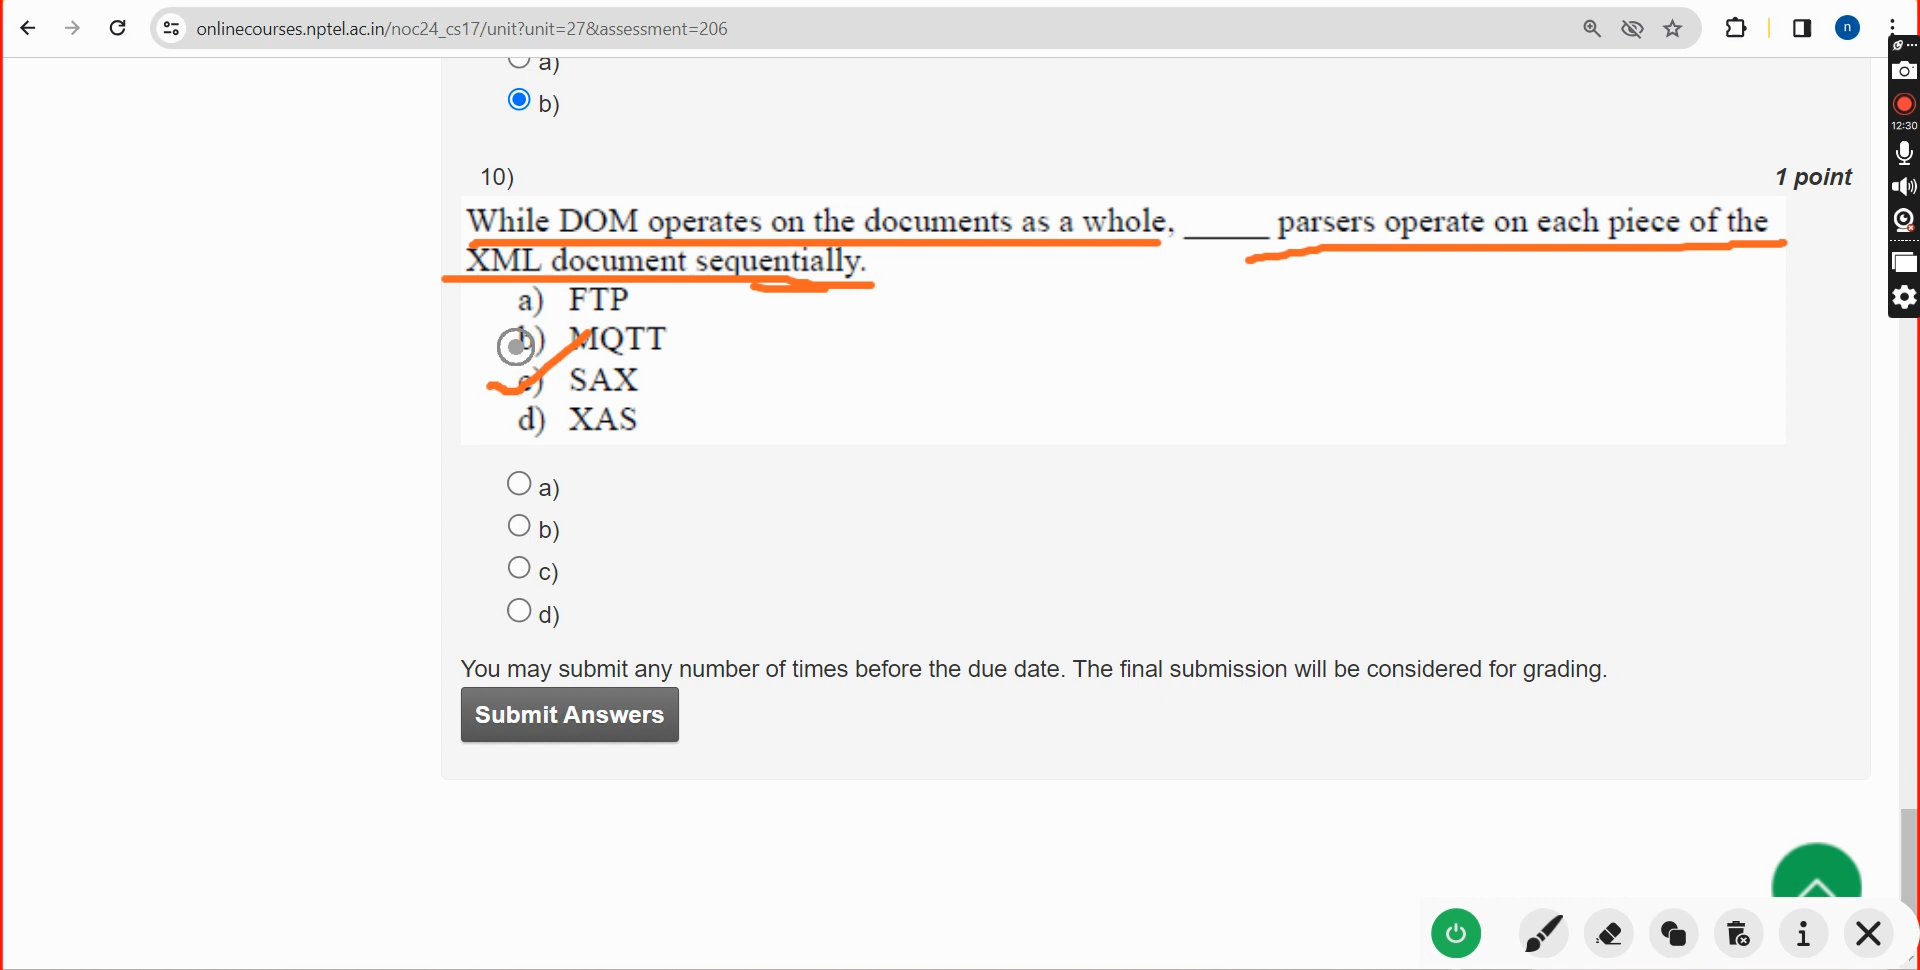 onlinecourses.nptel.ac.in/noc24_cs17/unit?unit=27&assessment=206
n
12:30
a)
b)
10)
1 point
While DOM operates on the documents as a whole, _____ parsers operate on each piece of the
XML document sequentially.
a) FTP
b) MQTT
c) SAX
d) XAS
a)
b)
c)
d)
You may submit any number of times before the due date. The final submission will be considered for grading.
Submit Answers